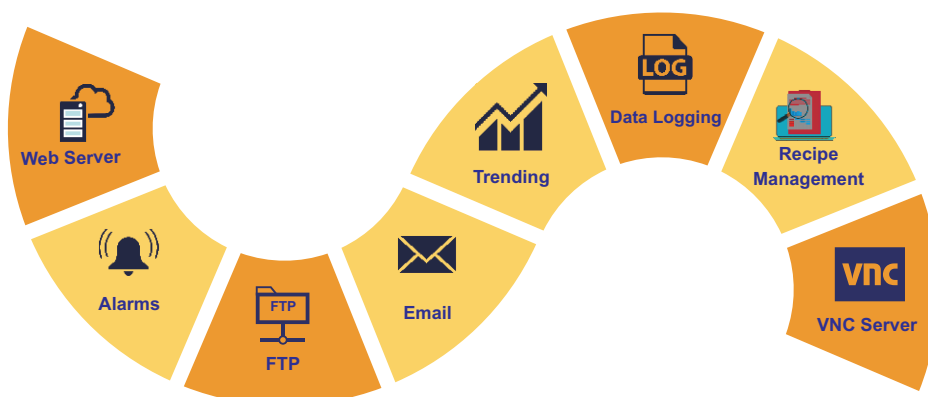 Web Server
Alarms
FTP
FTP
Email
Trending
LOG
Data Logging
Recipe
Management
vnc
VNC Server